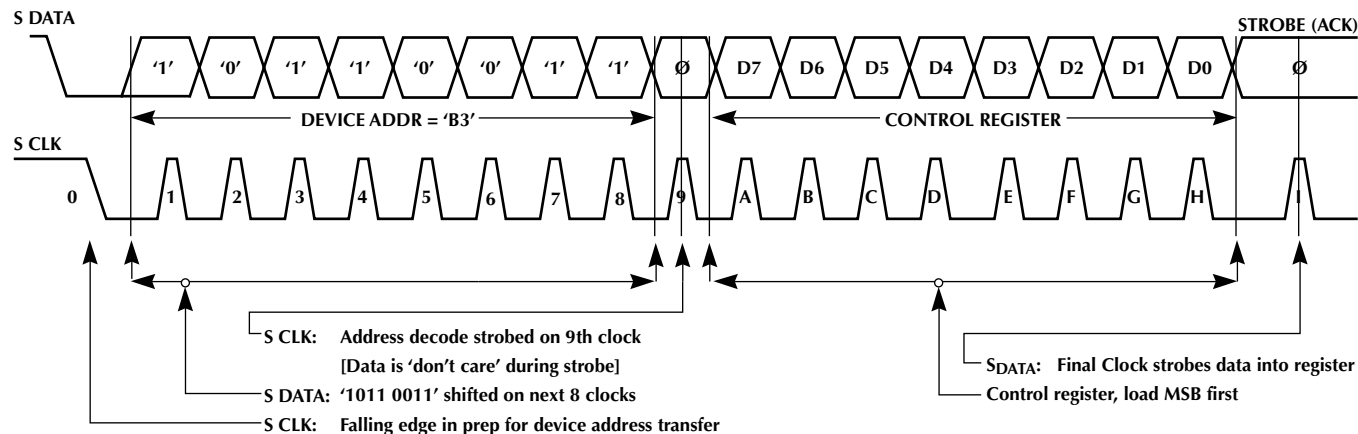 S DATA
STROBE (ACK)
‘1’ ‘0’ ‘1’ ‘1’ ‘0’ ‘0’ ‘1’ ‘1’ Ø D7 D6 D5 D4 D3 D2 D1 D0 Ø
DEVICE ADDR = ‘B3’
CONTROL REGISTER
S CLK
0 1 2 3 4 5 6 7 8 9 A B C D E F G H I
S CLK: Address decode strobed on 9th clock
[Data is ‘don’t care’ during strobe]
S DATA: ‘1011 0011’ shifted on next 8 clocks
S CLK: Falling edge in prep for device address transfer
SDATA: Final Clock strobes data into register
Control register, load MSB first